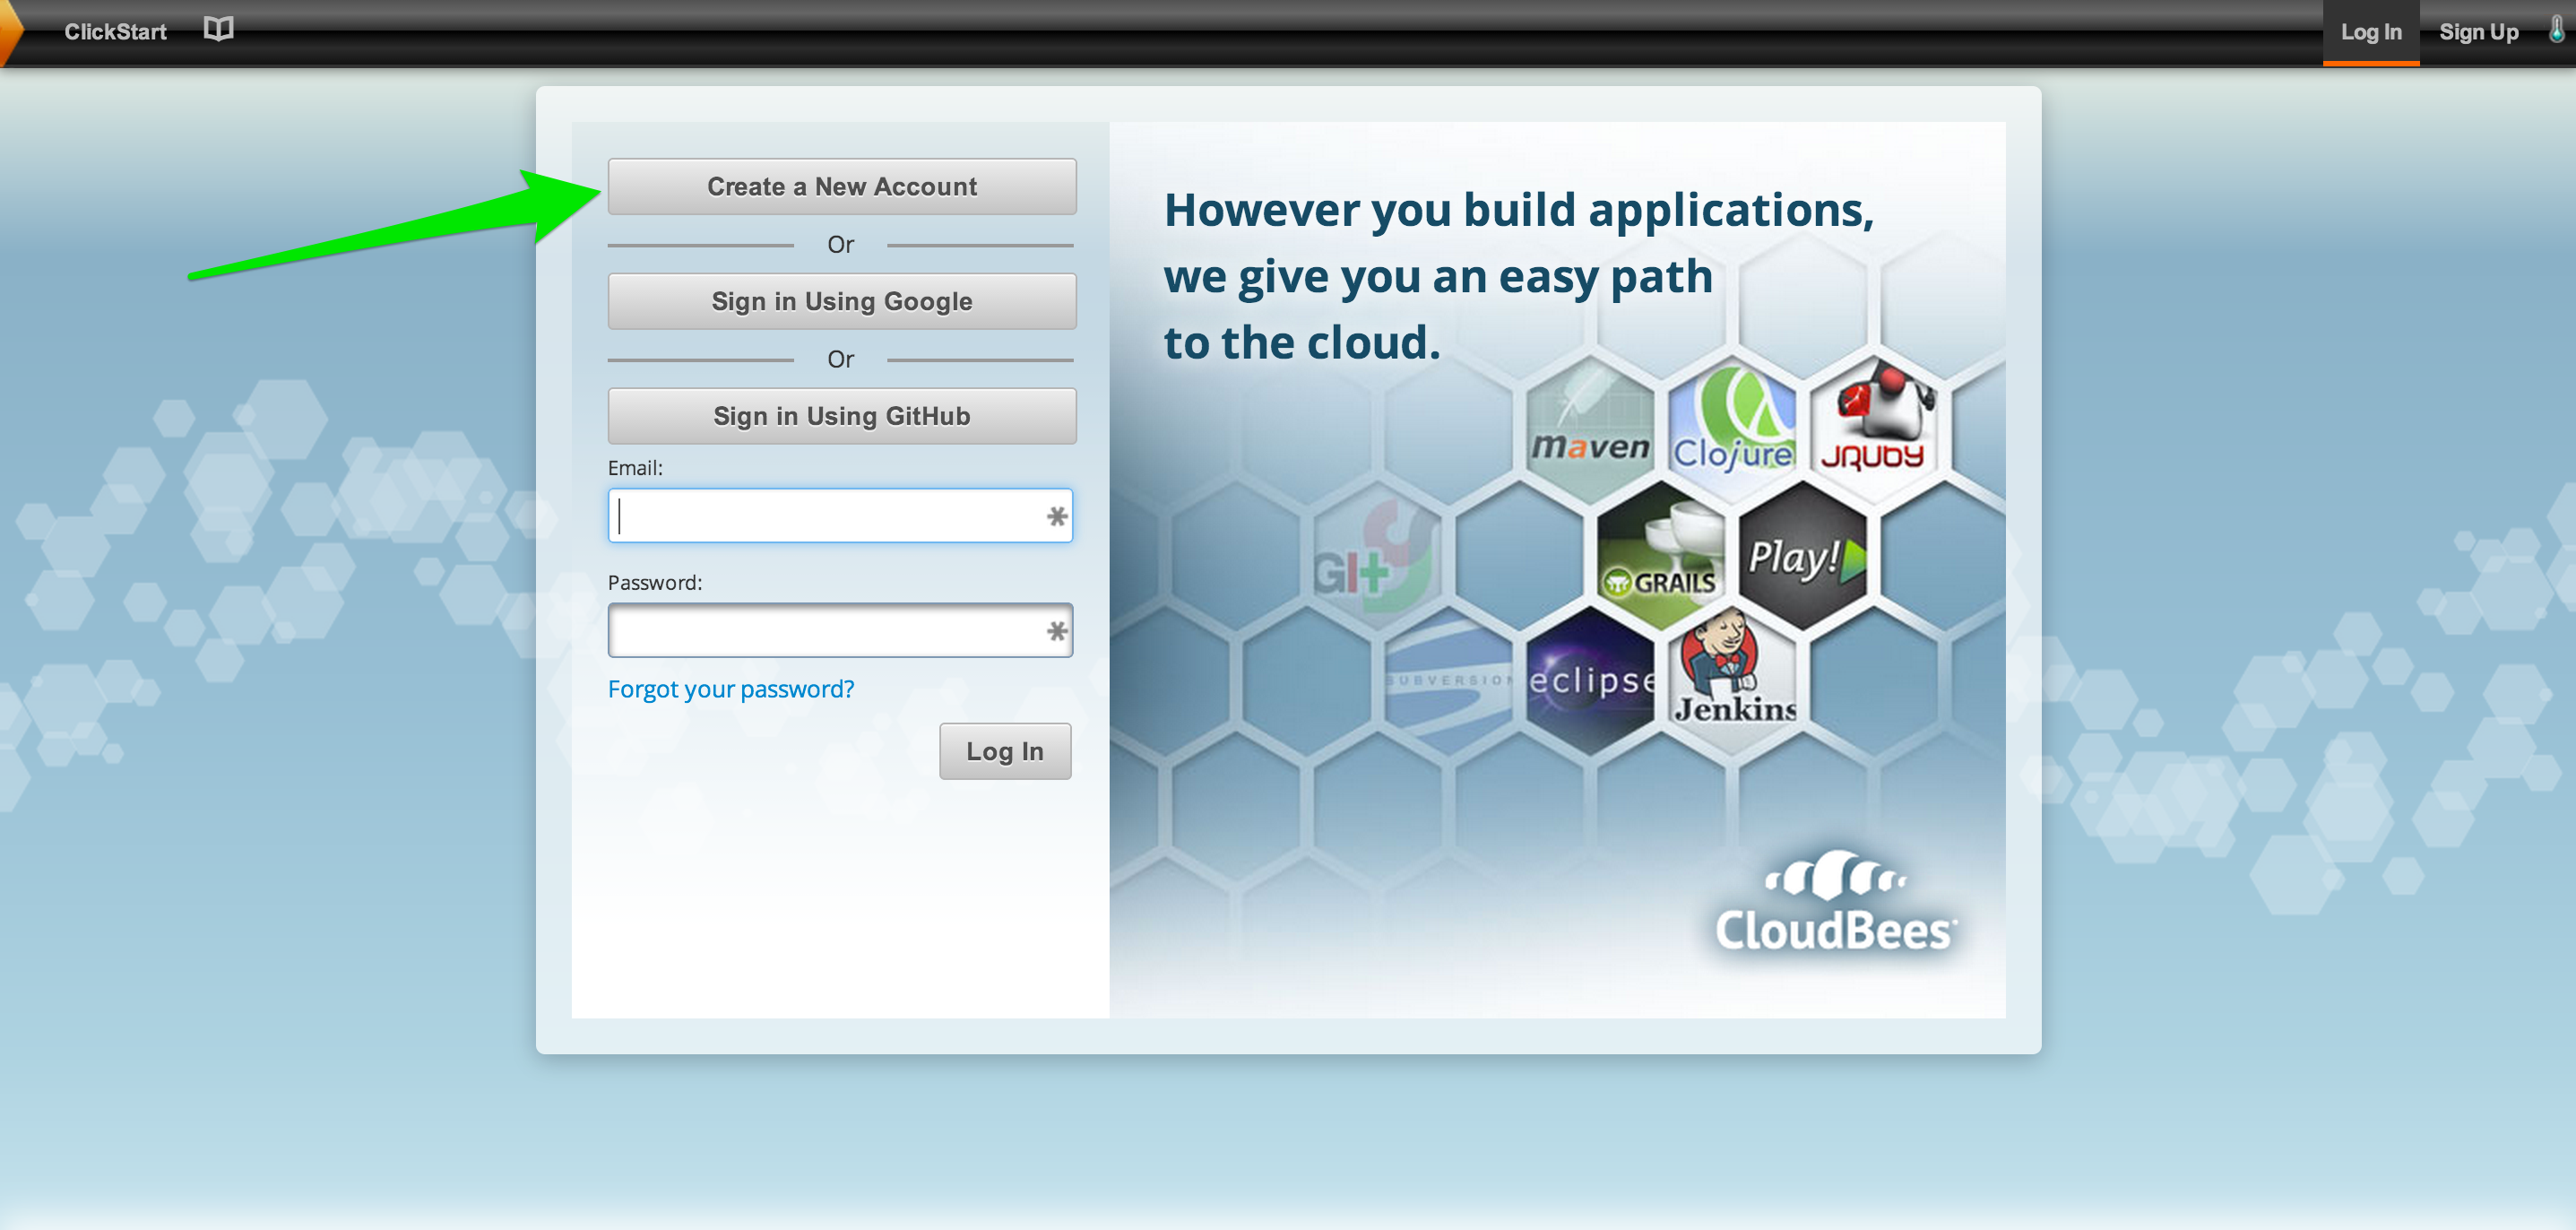 ClickStart
Log In
Sign Up
Create a New Account
Or
Sign in Using Google
Or
Sign in Using GitHub
Email:
*
Password:
*
Forgot your password?
Log In
However you build applications,
we give you an easy path
to the cloud.
maven
Clojure
JRuby
GIt
GRAILS
Play!
SUBVERSION
eclipse
Jenkins
CloudBees